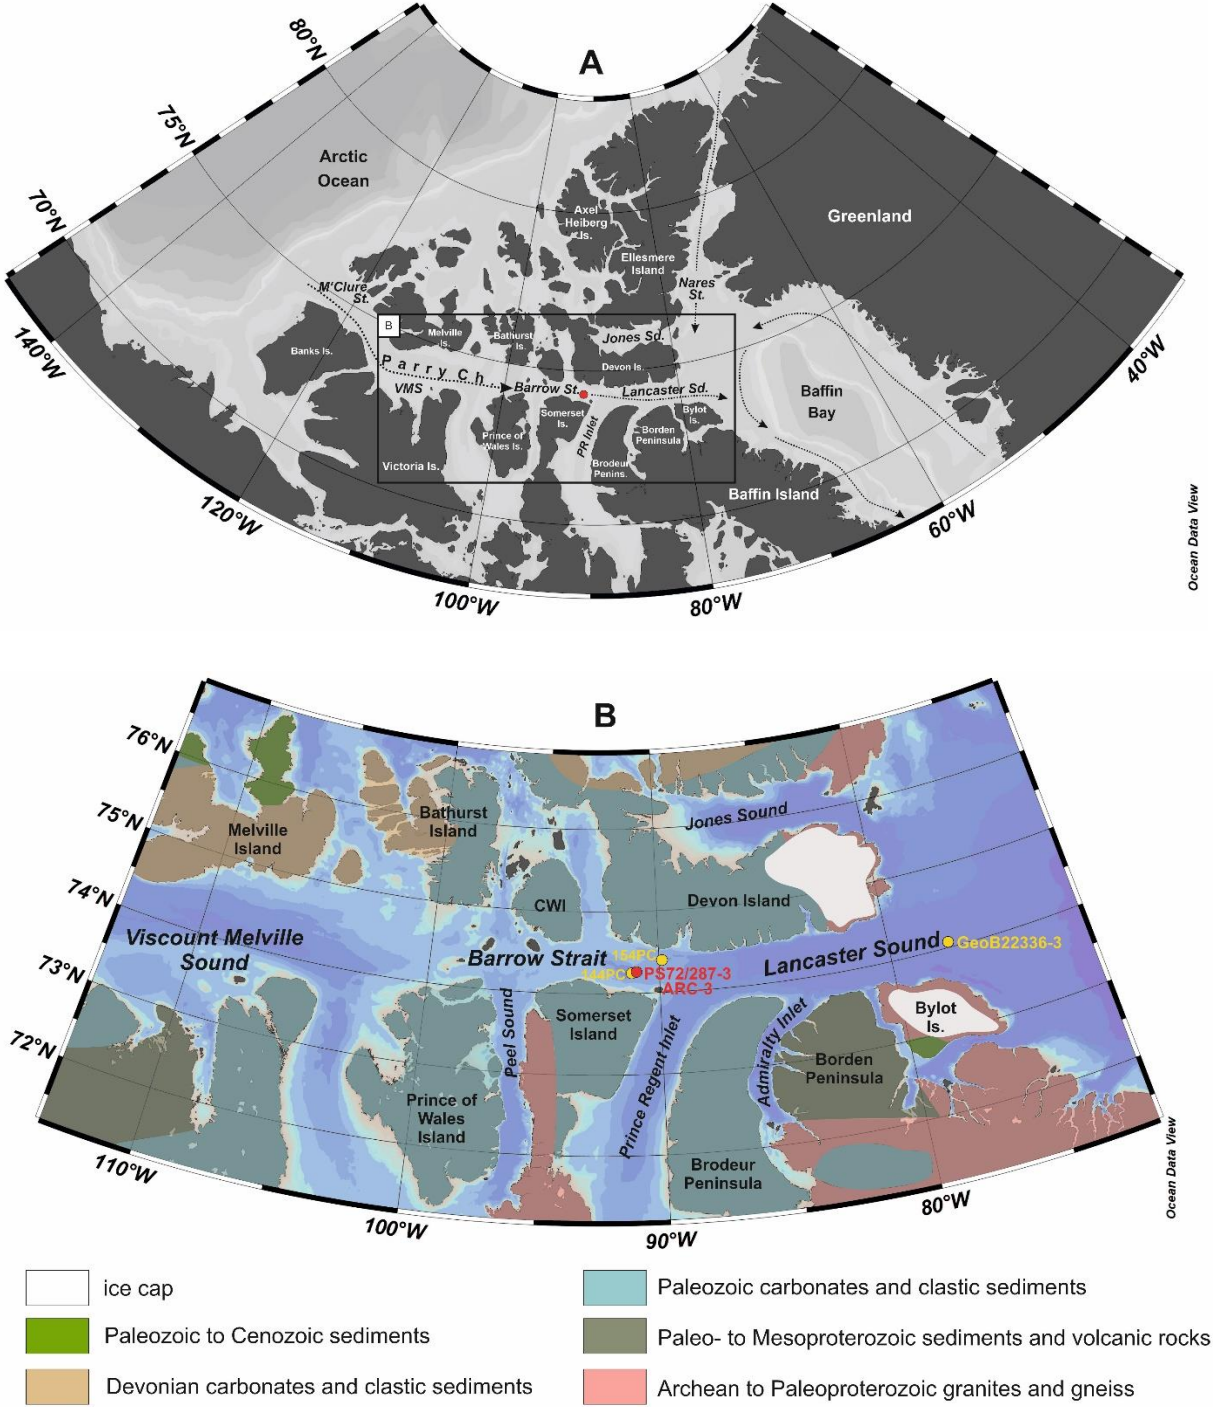 A
80°N
75°N
70°N
140°W
120°W
100°W
80°W
60°W
40°W
Arctic
Ocean
Axel
Heiberg
Is.
Ellesmere
Island
Greenland
Nares
St.
M'Clure
St.
B
Melville
Is.
Bathurst
Is.
Jones Sd.
Banks Is.
Parry Ch
Devon Is.
VMS
Barrow St.
Lancaster Sd.
Baffin
Bay
Somerset
Is.
Bylot
Is.
PR Inlet
Prince of
Wales Is.
Borden
Peninsula
Victoria Is.
Brodeur
Penins.
Baffin Island
Ocean Data View
B
76°N
75°N
74°N
73°N
72°N
110°W
100°W
90°W
80°W
Bathurst
Island
Jones Sound
Melville
Island
CWI
Devon Island
Viscount Melville
Sound
Barrow Strait
154PC
144PC
PS72/287-3
ARC-3
Lancaster Sound
GeoB22336-3
Somerset
Island
Bylot
Is.
Peel Sound
Prince Regent Inlet
Admiralty Inlet
Borden
Peninsula
Prince of
Wales
Island
Brodeur
Peninsula
Ocean Data View
ice cap
Paleozoic to Cenozoic sediments
Devonian carbonates and clastic sediments
Paleozoic carbonates and clastic sediments
Paleo- to Mesoproterozoic sediments and volcanic rocks
Archean to Paleoproterozoic granites and gneiss